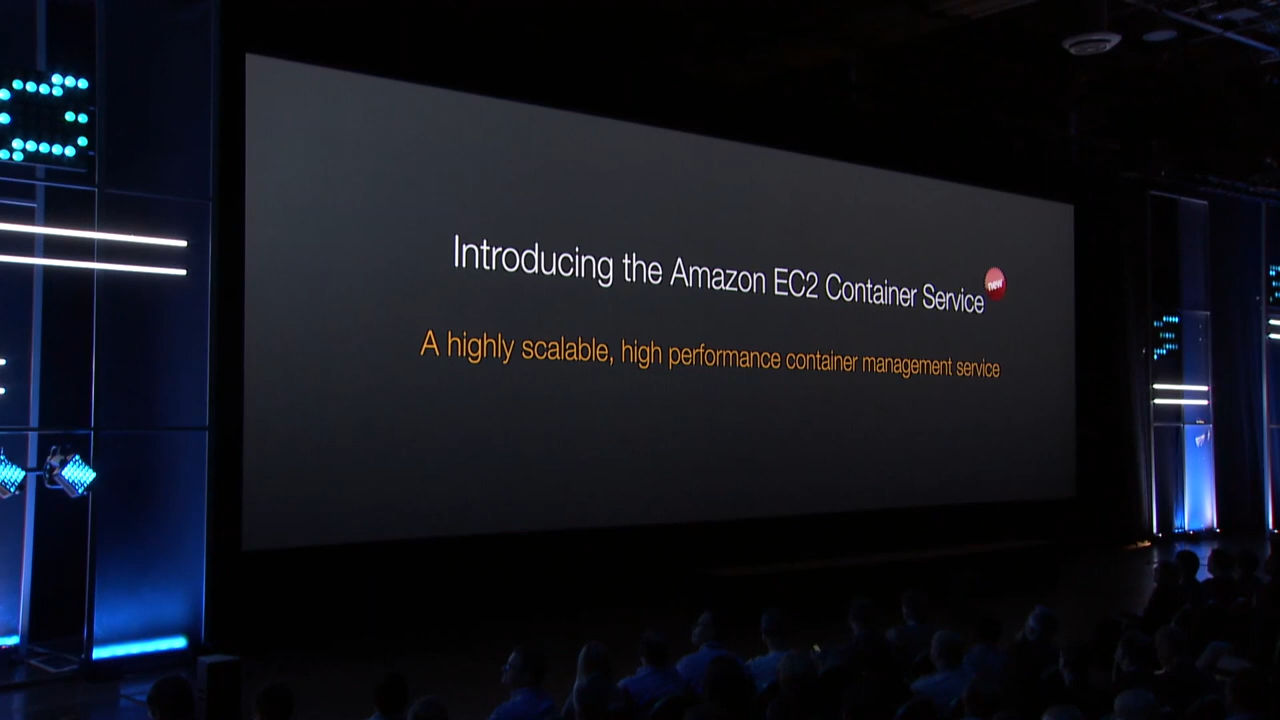 Introducing the Amazon EC2 Container Service
new
A highly scalable, high performance container management service